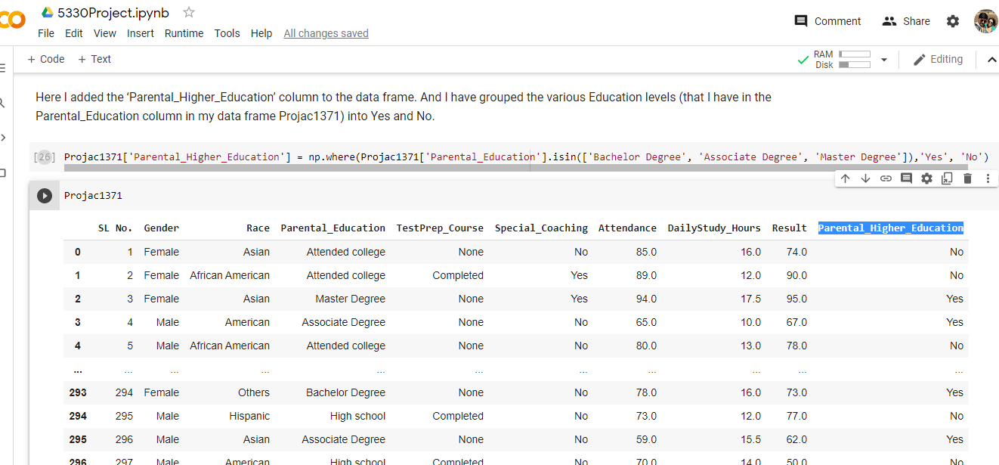 5330Project.ipynb
Comment Share
File Edit View Insert Runtime Tools Help All changes saved
+ Code + Text
RAM
Disk
Editing
Here I added the ‘Parental_Higher_Education’ column to the data frame. And I have grouped the various Education levels (that I have in the
Parental_Education column in my data frame Projac1371) into Yes and No.
[26] Projac1371['Parental_Higher_Education'] = np.where(Projac1371['Parental_Education'].isin(['Bachelor Degree', 'Associate Degree', 'Master Degree']),'Yes', 'No')
Projac1371
SL No. Gender Race Parental_Education TestPrep_Course Special_Coaching Attendance DailyStudy_Hours Result Parental_Higher_Education
0 1 Female Asian Attended college None No 85.0 16.0 74.0 No
1 2 Female African American Attended college Completed Yes 89.0 12.0 90.0 No
2 3 Female Asian Master Degree None Yes 94.0 17.5 95.0 Yes
3 4 Male American Associate Degree None No 65.0 10.0 67.0 Yes
4 5 Male African American Attended college None No 80.0 13.0 78.0 No
... ... ... ... ... ... ... ... ... ... ...
293 294 Female Others Bachelor Degree None No 78.0 16.0 73.0 Yes
294 295 Male Hispanic High school Completed No 73.0 12.0 77.0 No
295 296 Male Asian Associate Degree None No 59.0 15.5 62.0 Yes
296 297 Male American High school Completed No 70.0 14.0 50.0 No